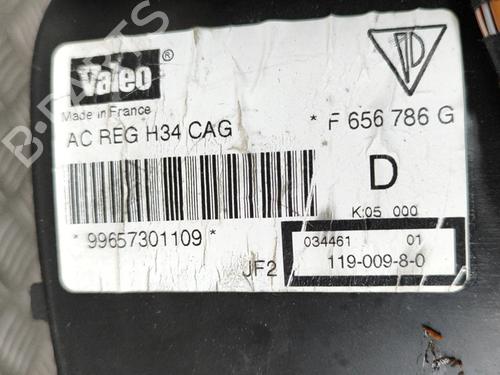 Valeo ®
Made in France
AC REG H34 CAG
* F 656 786 G
D
K:05 000
* 99657301109 *
JF2
034461 01
119-009-8-0
B-PARTS